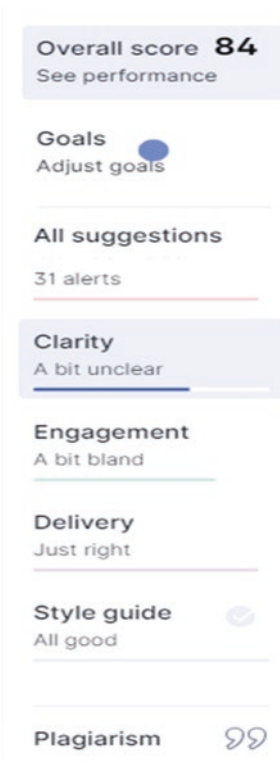 Overall score 84
See performance
Goals
Adjust goals
All suggestions
31 alerts
Clarity
A bit unclear
Engagement
A bit bland
Delivery
Just right
Style guide
All good
Plagiarism